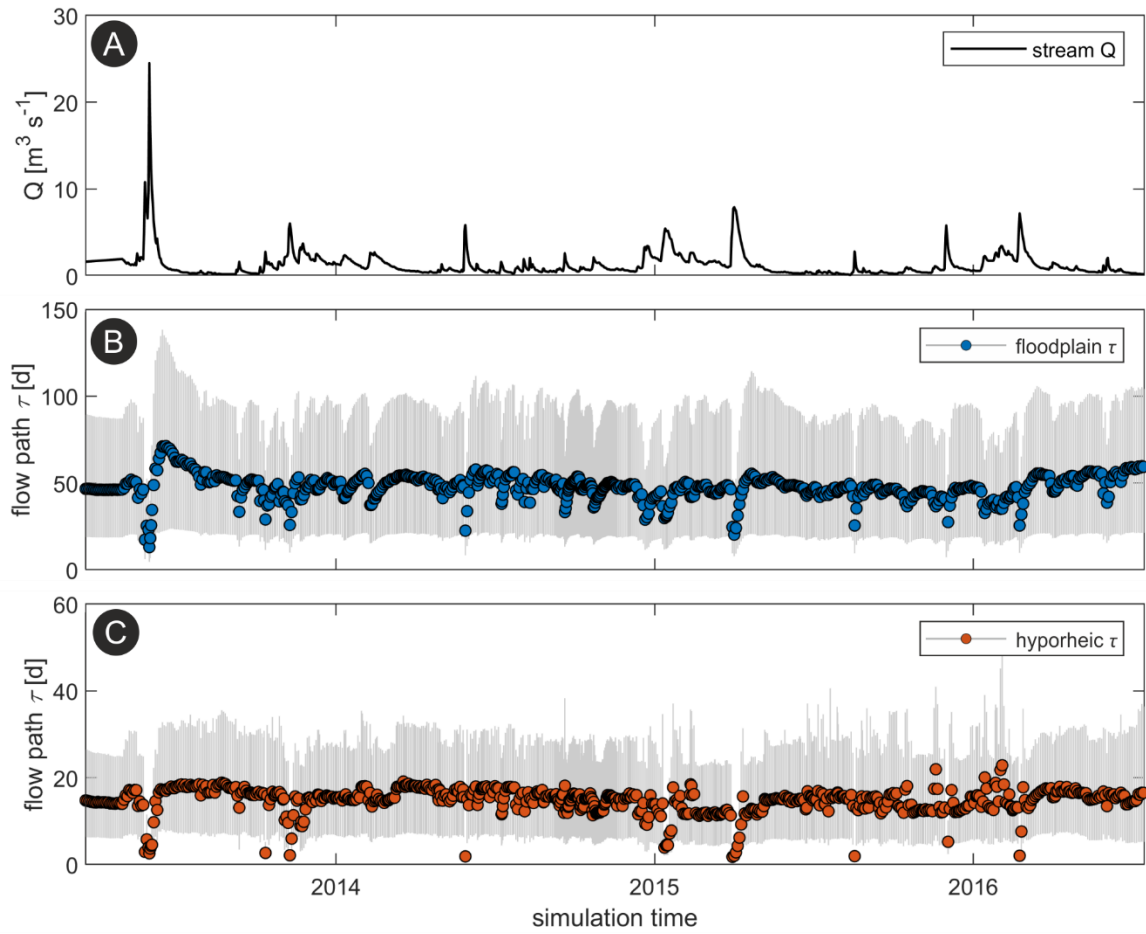 A
30
20
10
0
Q [m³ s⁻¹]
stream Q
B
150
100
50
0
flow path τ [d]
floodplain τ
C
60
40
20
0
flow path τ [d]
hyporheic τ
2014 2015 2016
simulation time